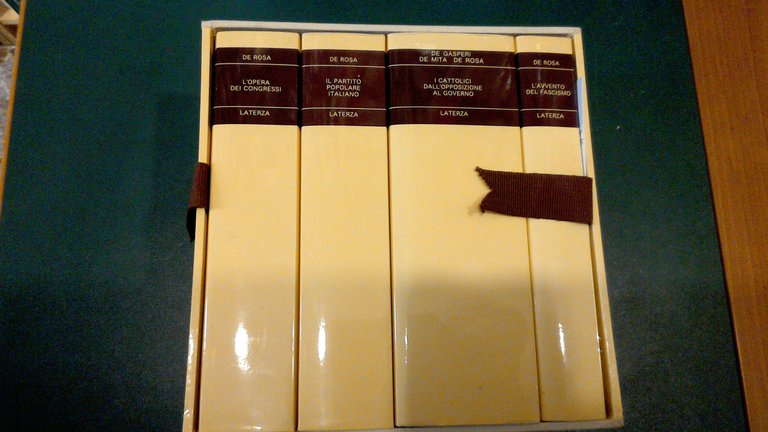 DE ROSA
L'OPERA
DEI CONGRESSI
LATERZA
DE ROSA
IL PARTITO
POPOLARE
ITALIANO
LATERZA
DE GASPERI
DE MITA DE ROSA
I CATTOLICI
DALL'OPPOSIZIONE
AL GOVERNO
LATERZA
DE ROSA
L'AVVENTO
DEL FASCISMO
LATERZA